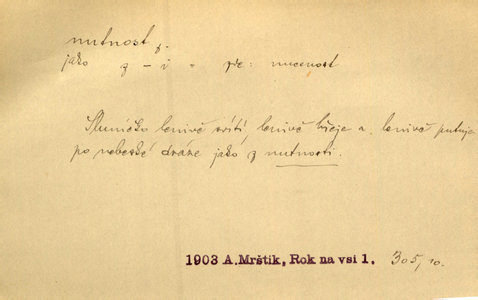 nutnost f.
jako z – i = zře: nucenost
Sluníčko lenivě svítí, lenivě hřeje a lenivě putuje
po nebeské dráze jako z nutnosti.
1903 A. Mrštík, Rok na vsi 1. 305, 10.